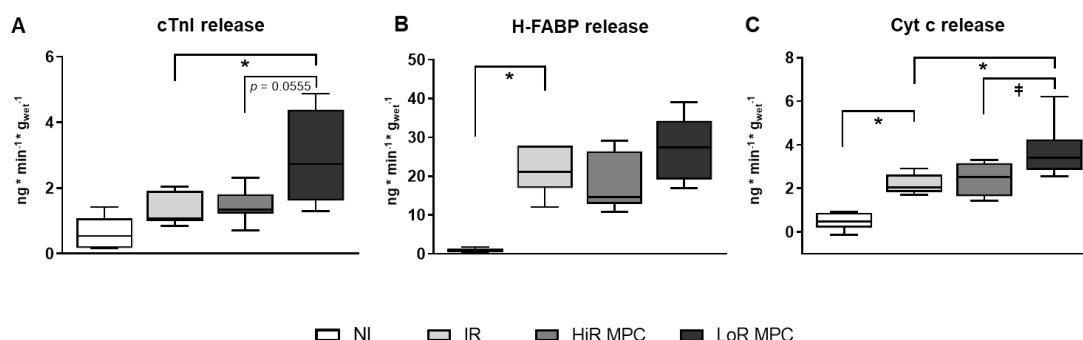 A
cTnI release
ng * min⁻¹* g_wet⁻¹
6
4
2
0
*
p = 0.0555
B
H-FABP release
ng * min⁻¹* g_wet⁻¹
50
40
30
20
10
0
*
C
Cyt c release
ng * min⁻¹* g_wet⁻¹
8
6
4
2
0
*
*
ǂ
NI IR HiR MPC LoR MPC